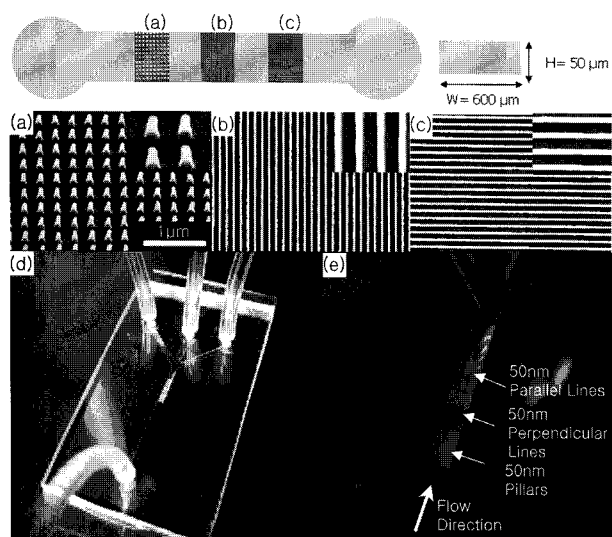 (a)
(b)
(c)
H= 50 µm
W= 600 µm
(a)
(b)
(c)
1µm
(d)
(e)
50nm
Parallel Lines
50nm
Perpendicular
Lines
50nm
Pillars
Flow
Direction